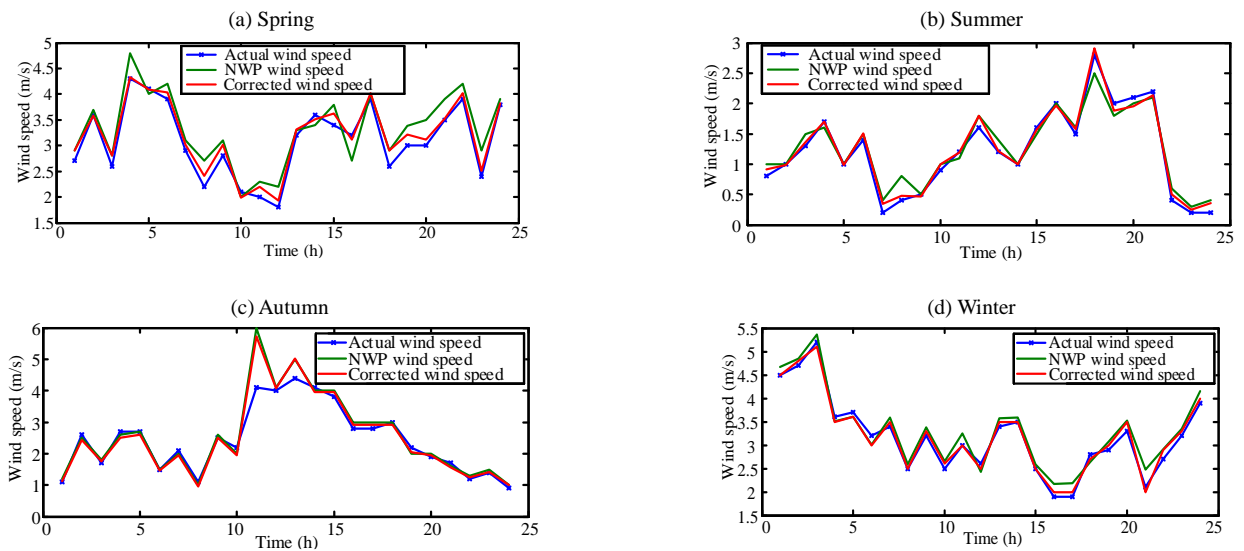 (a) Spring
5
4.5
4
3.5
3
2.5
2
1.5
Wind speed (m/s)
Actual wind speed
NWP wind speed
Corrected wind speed
0
5
10
15
20
25
Time (h)
(b) Summer
3
2.5
2
1.5
1
0.5
0
Wind speed (m/s)
Actual wind speed
NWP wind speed
Corrected wind speed
0
5
10
15
20
25
Time (h)
(c) Autumn
6
5
4
3
2
1
0
Wind speed (m/s)
Actual wind speed
NWP wind speed
Corrected wind speed
0
5
10
15
20
25
Time (h)
(d) Winter
5.5
5
4.5
4
3.5
3
2.5
2
1.5
Wind speed (m/s)
Actual wind speed
NWP wind speed
Corrected wind speed
0
5
10
15
20
25
Time (h)